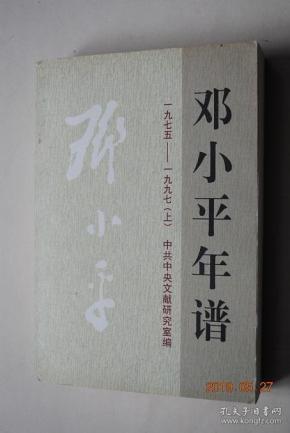 邓小平年谱
一九七五——一九九七(上) 中共中央文献研究室编
邓小平
2019.05.27
孔夫子旧书网